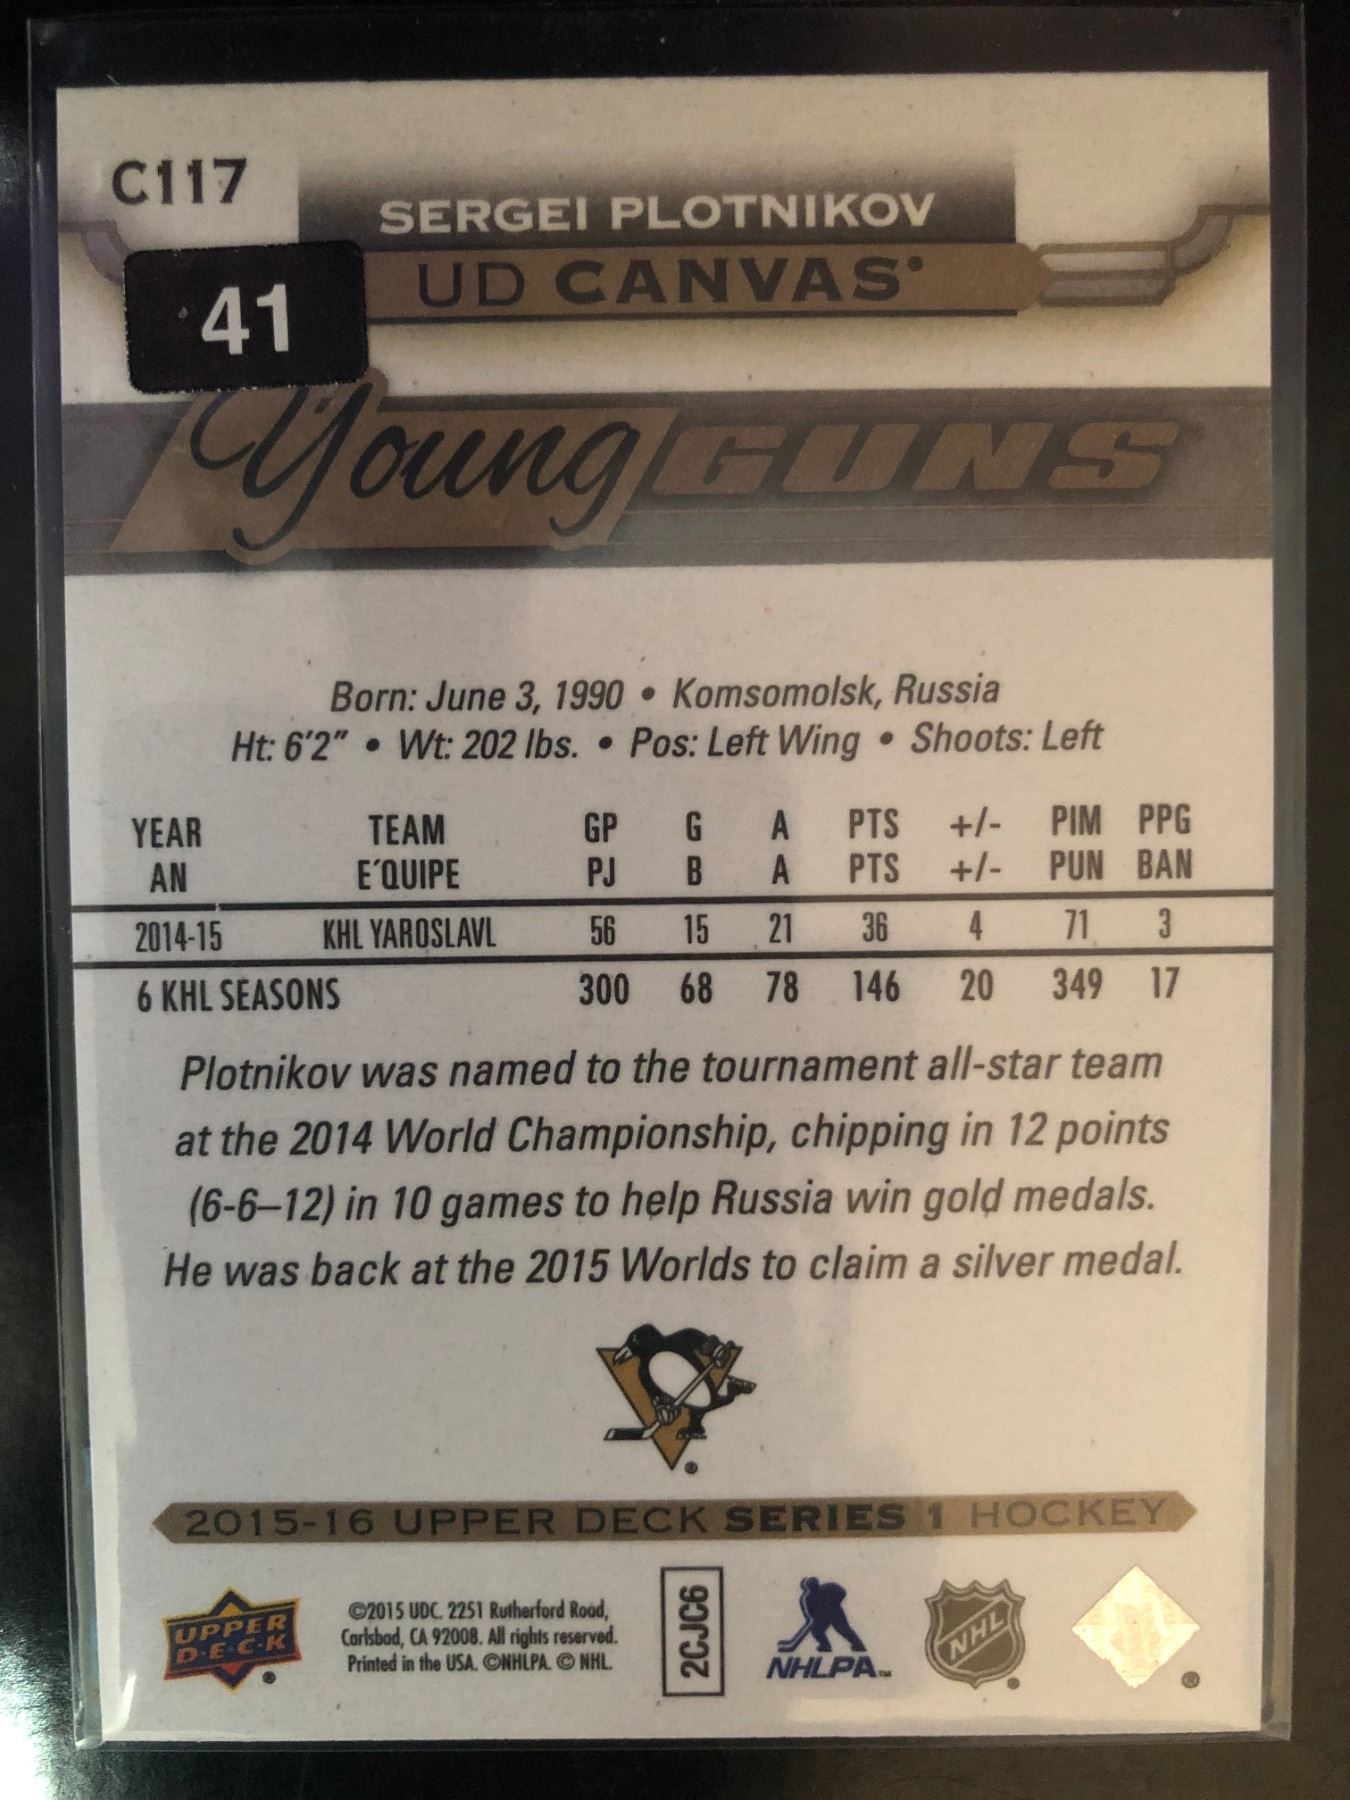 C117
SERGEI PLOTNIKOV
UD CANVAS
41
Young GUNS
Born: June 3, 1990 • Komsomolsk, Russia
Ht: 6'2" • Wt: 202 lbs. • Pos: Left Wing • Shoots: Left
YEAR TEAM GP G A PTS +/- PIM PPG
AN E'QUIPE PJ B A PTS +/- PUN BAN
2014-15 KHL YAROSLAVL 56 15 21 36 4 71 3
6 KHL SEASONS 300 68 78 146 20 349 17
Plotnikov was named to the tournament all-star team
at the 2014 World Championship, chipping in 12 points
(6-6–12) in 10 games to help Russia win gold medals.
He was back at the 2015 Worlds to claim a silver medal.
®
2015-16 UPPER DECK SERIES 1 HOCKEY
UPPER
D·E·C·K
®
©2015 UDC. 2251 Rutherford Road,
Carlsbad, CA 92008. All rights reserved.
Printed in the USA. ©NHLPA. © NHL.
2CJC6
NHLPA™
NHL
®
®